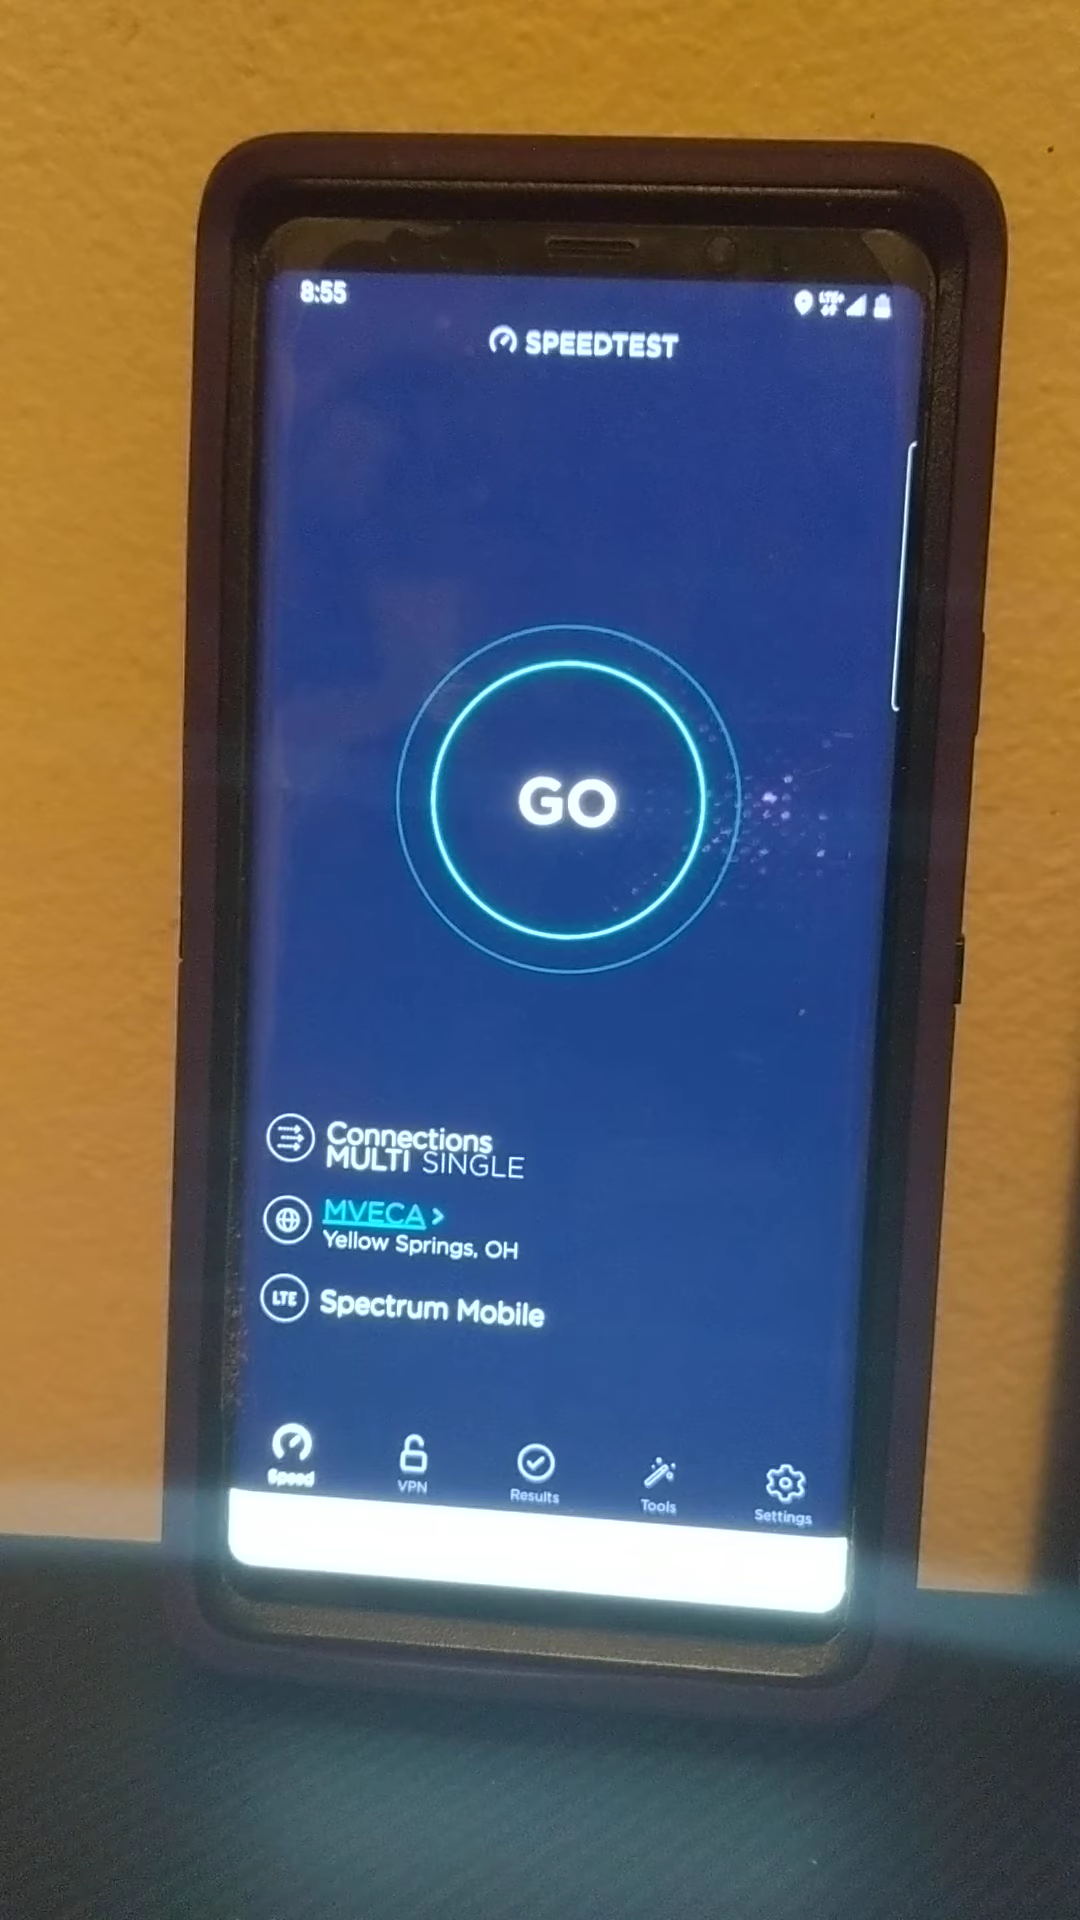 8:55
LTE+
SPEEDTEST
GO
Connections
MULTI SINGLE
MVECA >
Yellow Springs, OH
LTE
Spectrum Mobile
Speed
VPN
Results
Tools
Settings